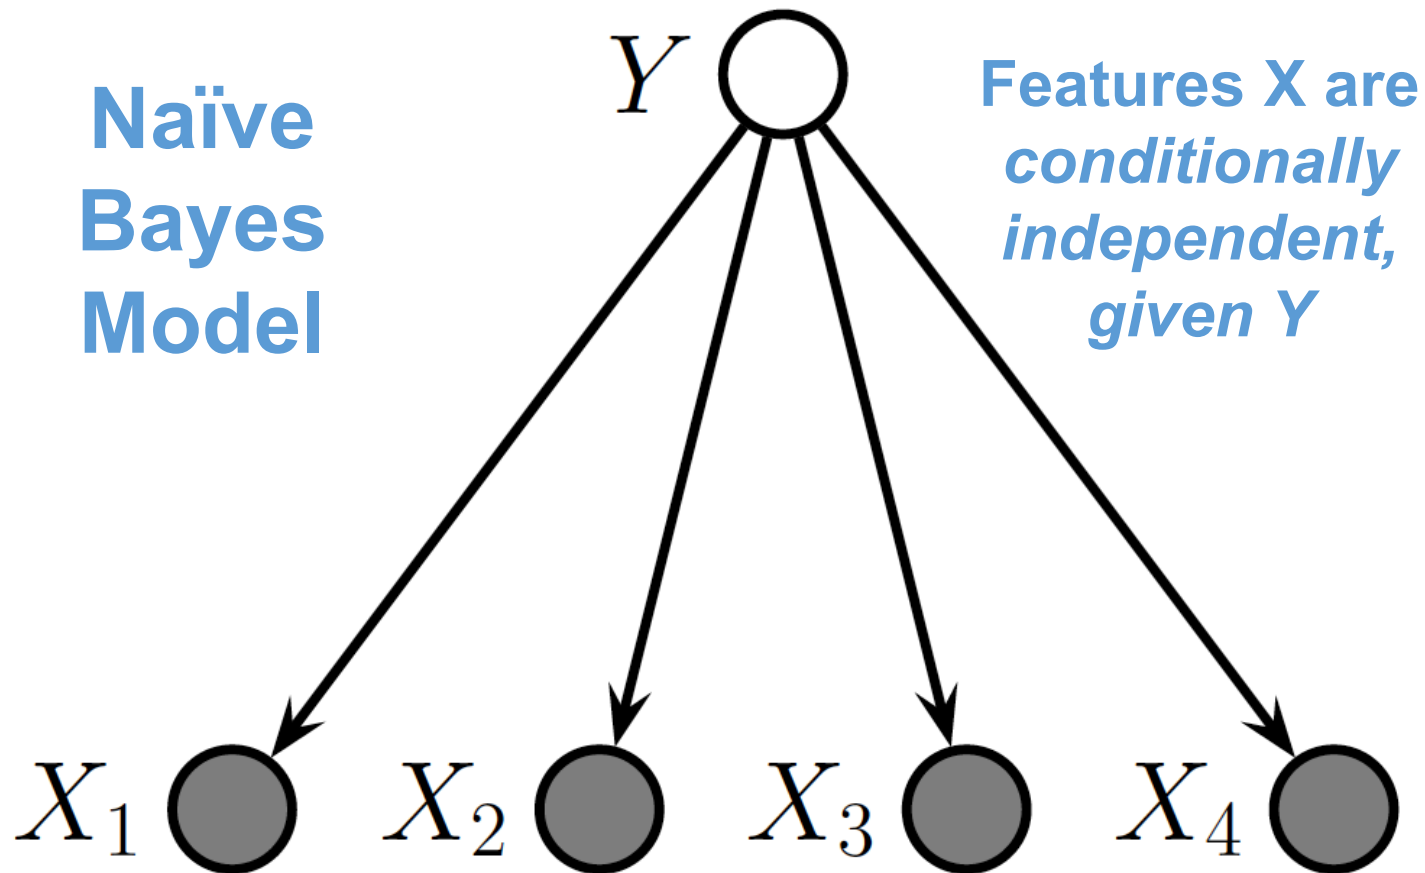 Naïve
Bayes
Model
Y
Features X are
conditionally
independent,
given Y
X₁
X₂
X₃
X₄